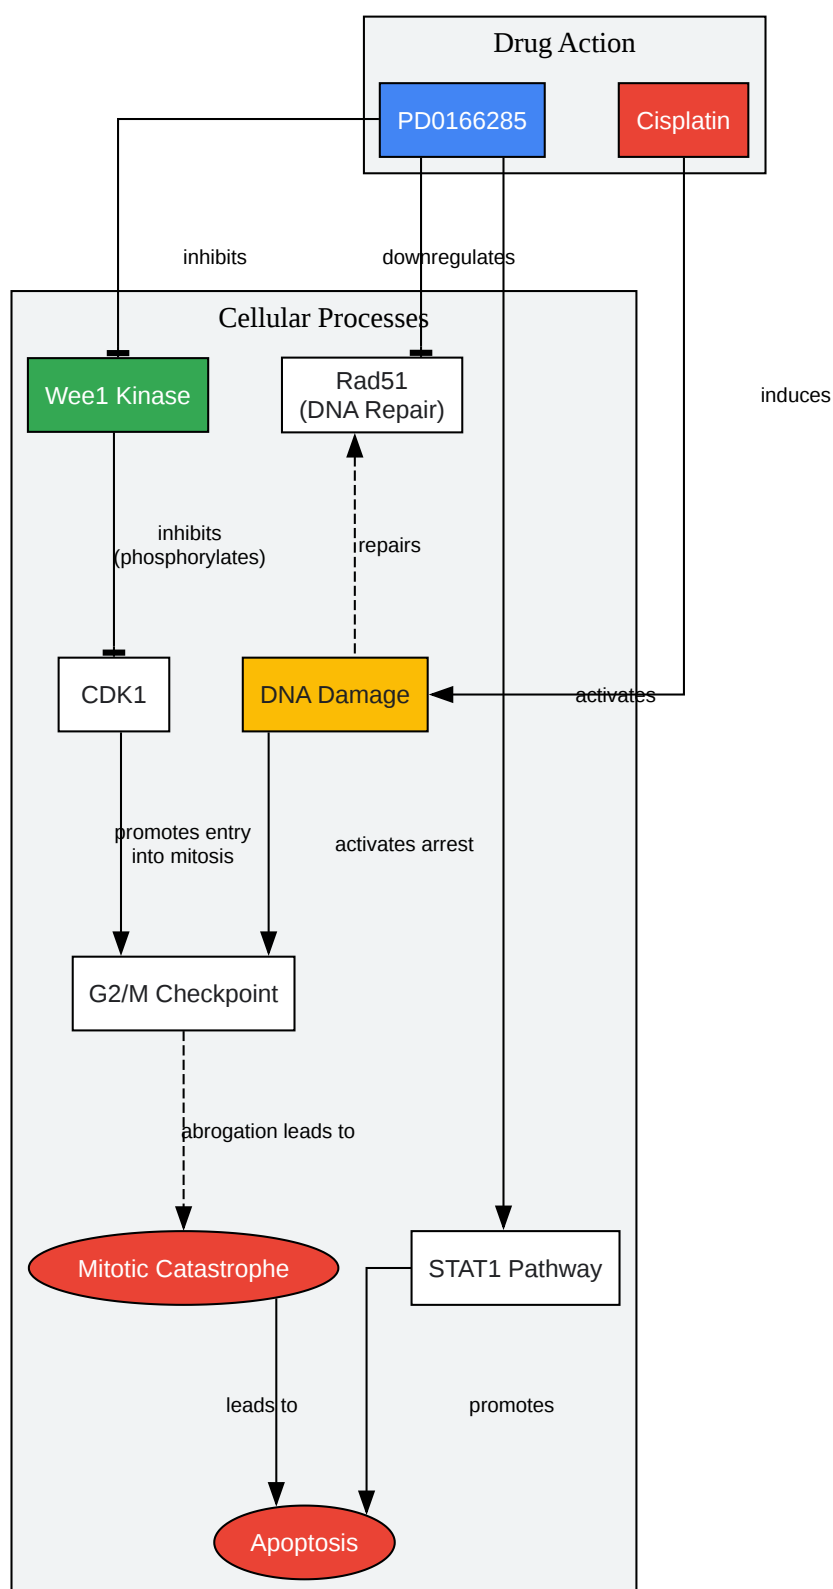 Drug Action
PD0166285
Cisplatin
inhibits
downregulates
Cellular Processes
Wee1 Kinase
Rad51
(DNA Repair)
induces
inhibits
(phosphorylates)
repairs
CDK1
DNA Damage
activates
promotes entry
into mitosis
activates arrest
G2/M Checkpoint
abrogation leads to
Mitotic Catastrophe
STAT1 Pathway
leads to
promotes
Apoptosis